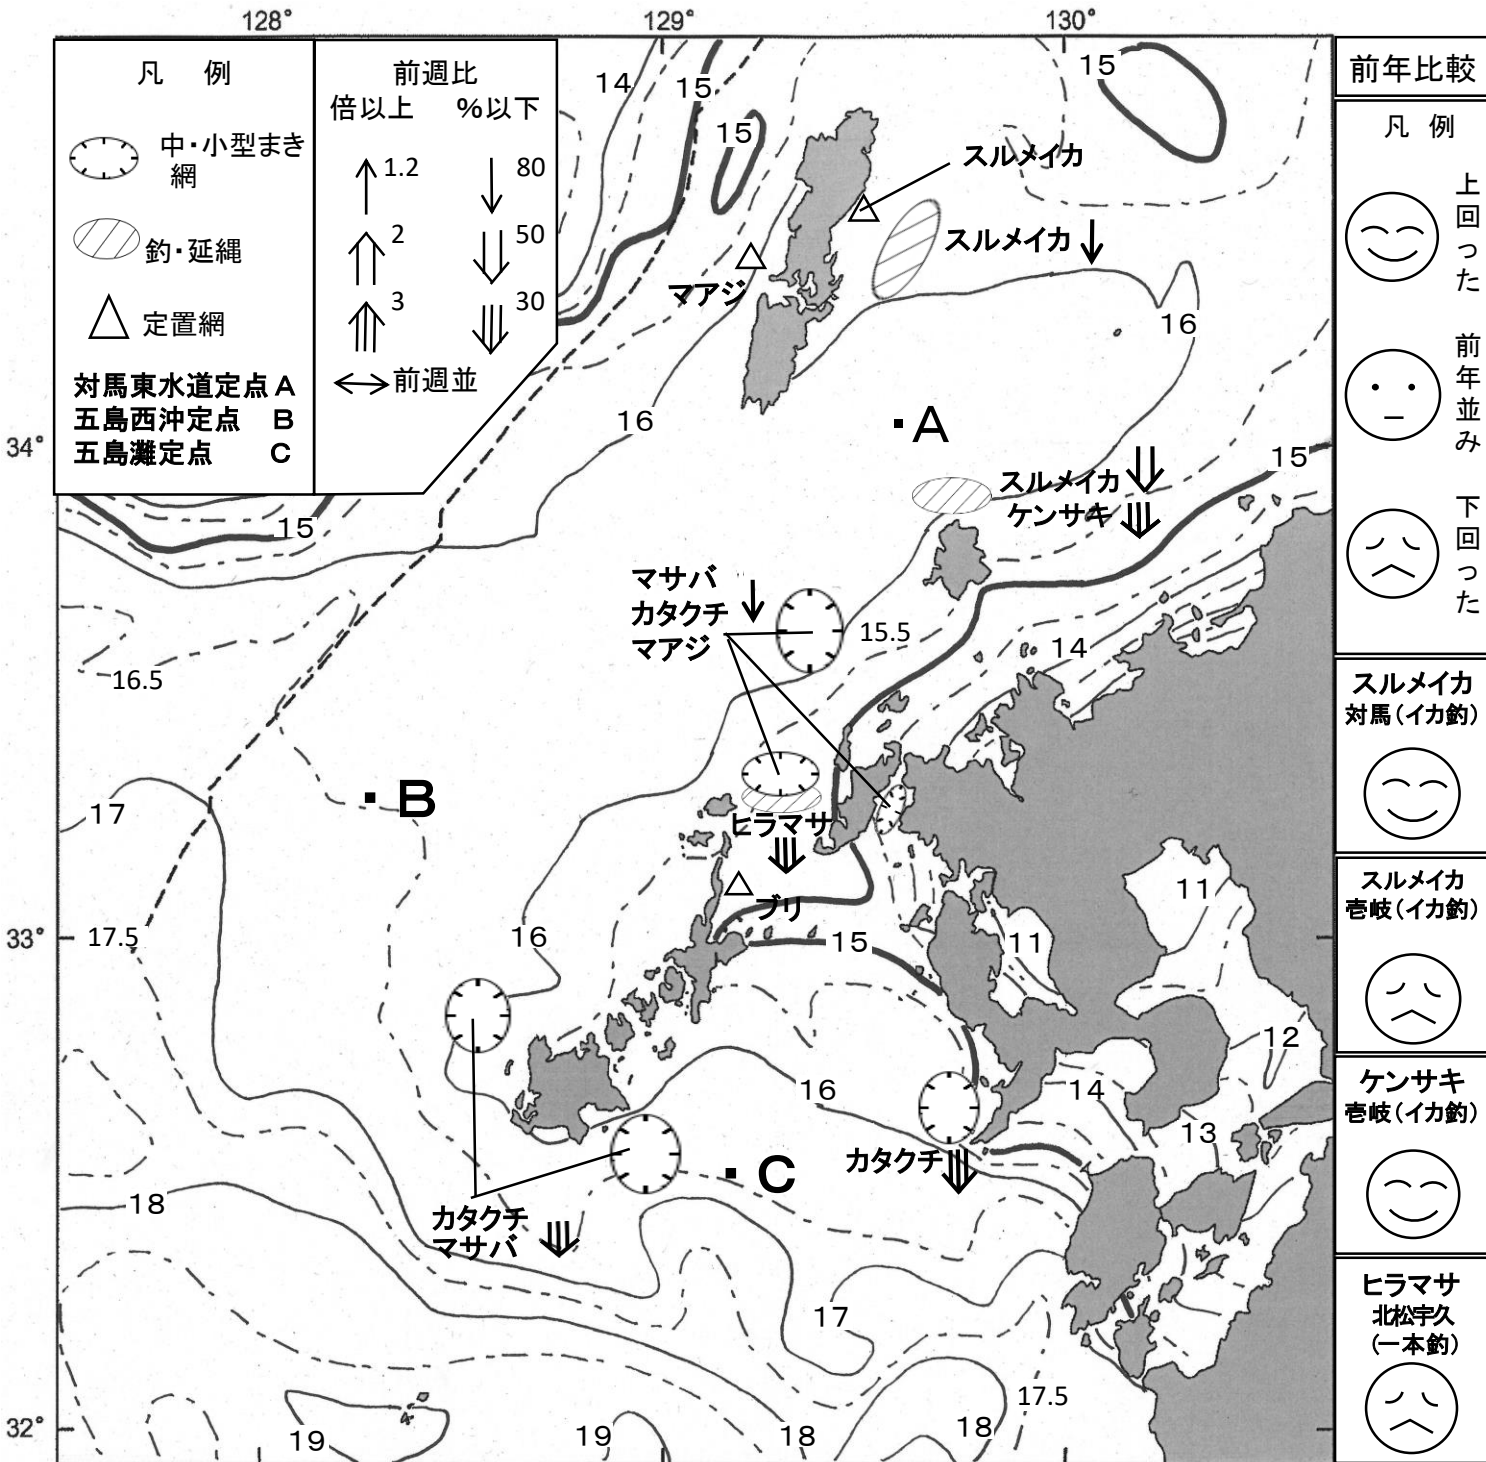 128°
129°
130°
34°
33°
32°
凡 例
中・小型まき
網
釣・延縄
定置網
対馬東水道定点 A
五島西沖定点 B
五島灘定点 C
前週比
倍以上 %以下
1.2 80
2 50
3 30
前週並
14
15
15
15
スルメイカ
スルメイカ
マアジ
16
16
A
15
15
スルメイカ
ケンサキ
マサバ
カタクチ
マアジ
15.5
14
16.5
17
B
ヒラマサ
ブリ
11
17.5
16
15
11
12
16
14
13
カタクチ
C
18
カタクチ
マサバ
17
17.5
19
19
18
18
前年比較
凡 例
上回った
前年並み
下回った
スルメイカ
対馬(イカ釣)
スルメイカ
壱岐(イカ釣)
ケンサキ
壱岐(イカ釣)
ヒラマサ
北松宇久
(一本釣)